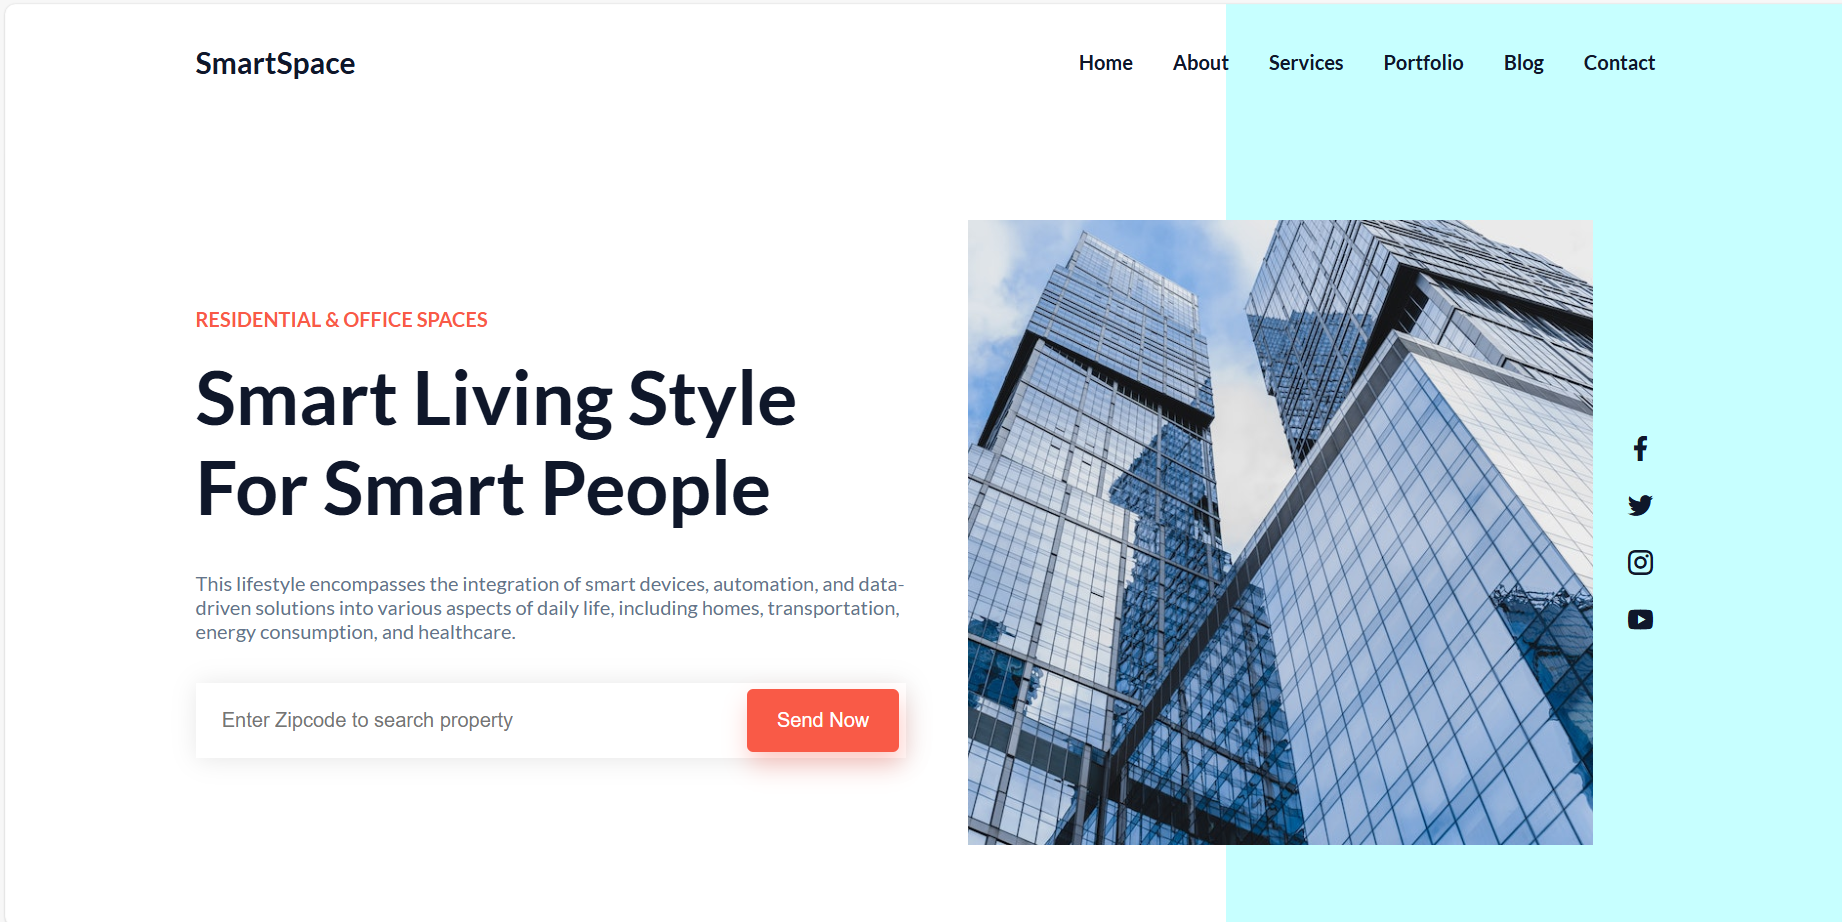 SmartSpace
Home About Services Portfolio Blog Contact
RESIDENTIAL & OFFICE SPACES
Smart Living Style
For Smart People
This lifestyle encompasses the integration of smart devices, automation, and data-
driven solutions into various aspects of daily life, including homes, transportation,
energy consumption, and healthcare.
Enter Zipcode to search property
Send Now